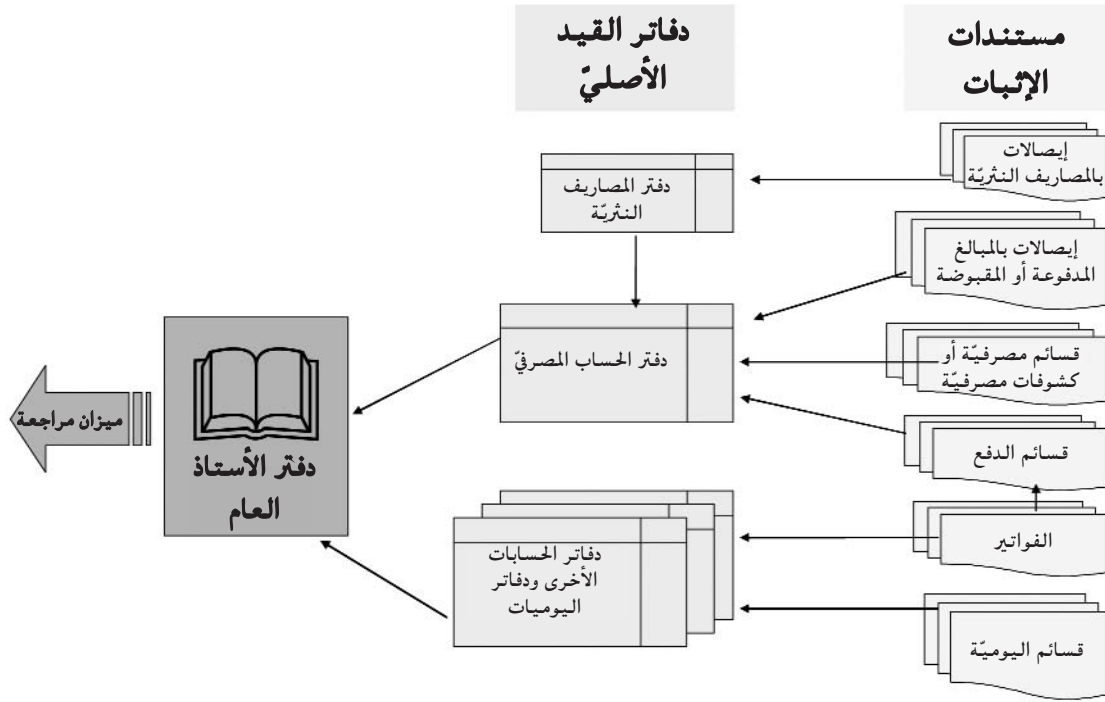 مستندات
الإثبات
دفاتر القيد
الأصليّ
إيصالات
بالمصاريف النثريّة
دفتر المصاريف
النثريّة
إيصالات بالمبالغ
المدفوعة أو المقبوضة
قسائم مصرفيّة أو
كشوفات مصرفيّة
دفتر الحساب المصرفيّ
قسائم الدفع
الفواتير
دفاتر الحسابات
الأخرى ودفاتر
اليوميات
قسائم اليوميّة
دفتر الأستاذ
العام
ميزان مراجعة